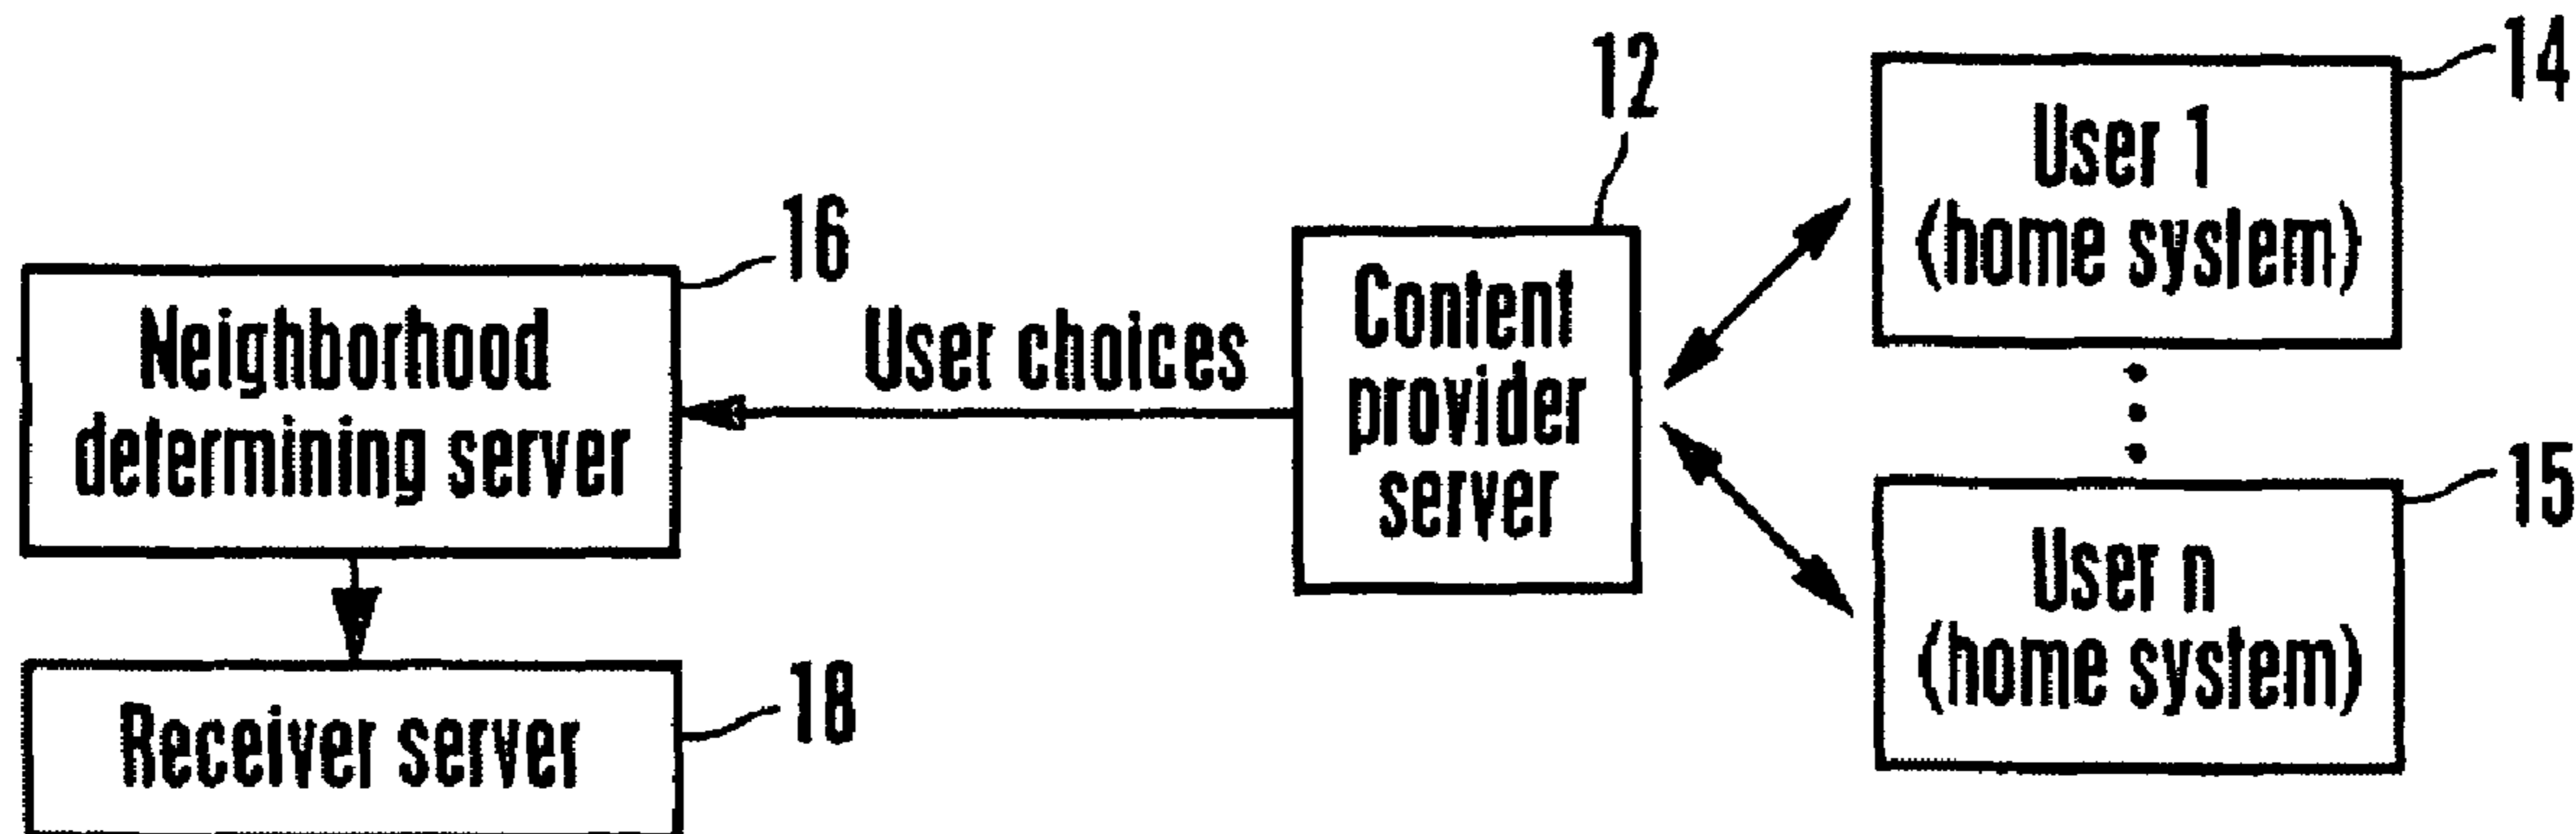 12
14
User 1
(home system)
16
Neighborhood
determining server
User choices
Content
provider
server
15
User n
(home system)
18
Receiver server